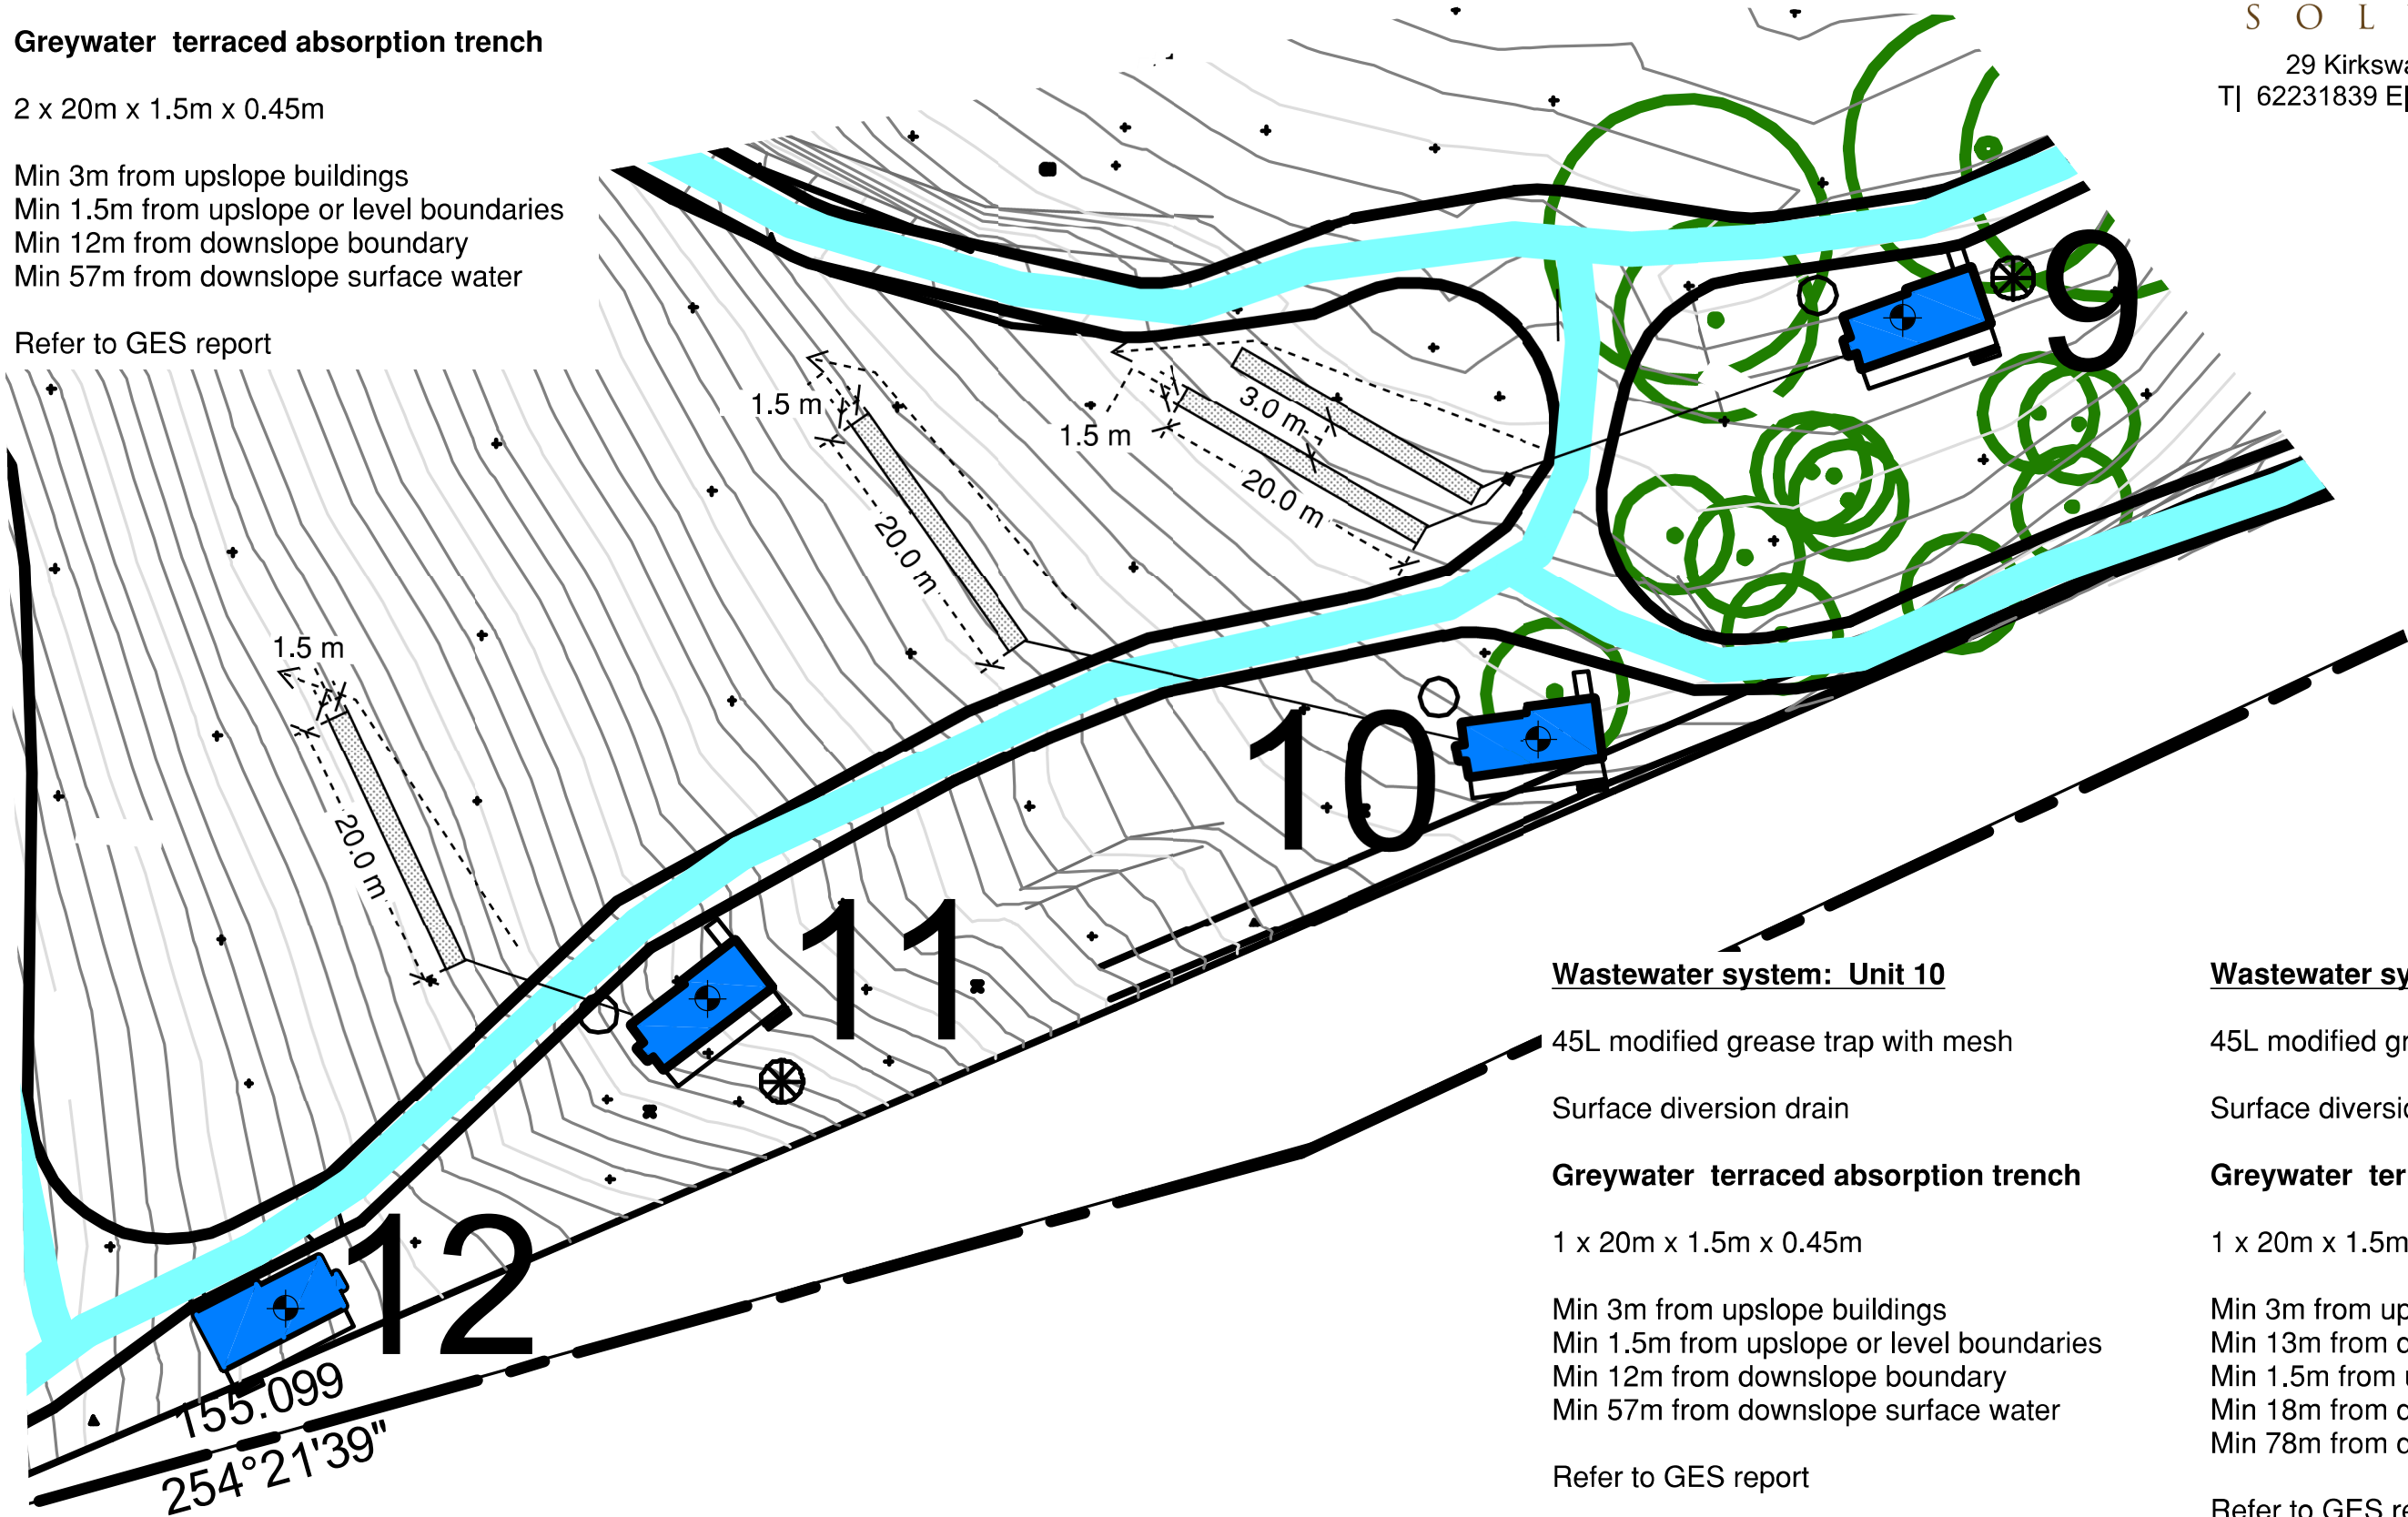 Greywater terraced absorption trench
2 x 20m x 1.5m x 0.45m
Min 3m from upslope buildings
Min 1.5m from upslope or level boundaries
Min 12m from downslope boundary
Min 57m from downslope surface water
Refer to GES report
S O L
29 Kirkswa
T| 62231839 E|
9
1.5 m
20.0 m
1.5 m
3.0 m
20.0 m
1.5 m
20.0 m
10
11
12
155.099
254°21'39"
Wastewater system: Unit 10
45L modified grease trap with mesh
Surface diversion drain
Greywater terraced absorption trench
1 x 20m x 1.5m x 0.45m
Min 3m from upslope buildings
Min 1.5m from upslope or level boundaries
Min 12m from downslope boundary
Min 57m from downslope surface water
Refer to GES report
Wastewater sy
45L modified gr
Surface diversio
Greywater ter
1 x 20m x 1.5m
Min 3m from up
Min 13m from d
Min 1.5m from u
Min 18m from d
Min 78m from d
Refer to GES re